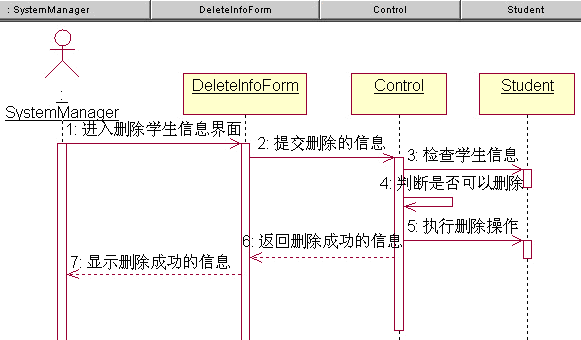 : SystemManager
DeleteInfoForm
Control
Student
:
SystemManager
DeleteInfoForm
Control
Student
1: 进入删除学生信息界面
2: 提交删除的信息
3: 检查学生信息
4: 判断是否可以删除
5: 执行删除操作
6: 返回删除成功的信息
7: 显示删除成功的信息